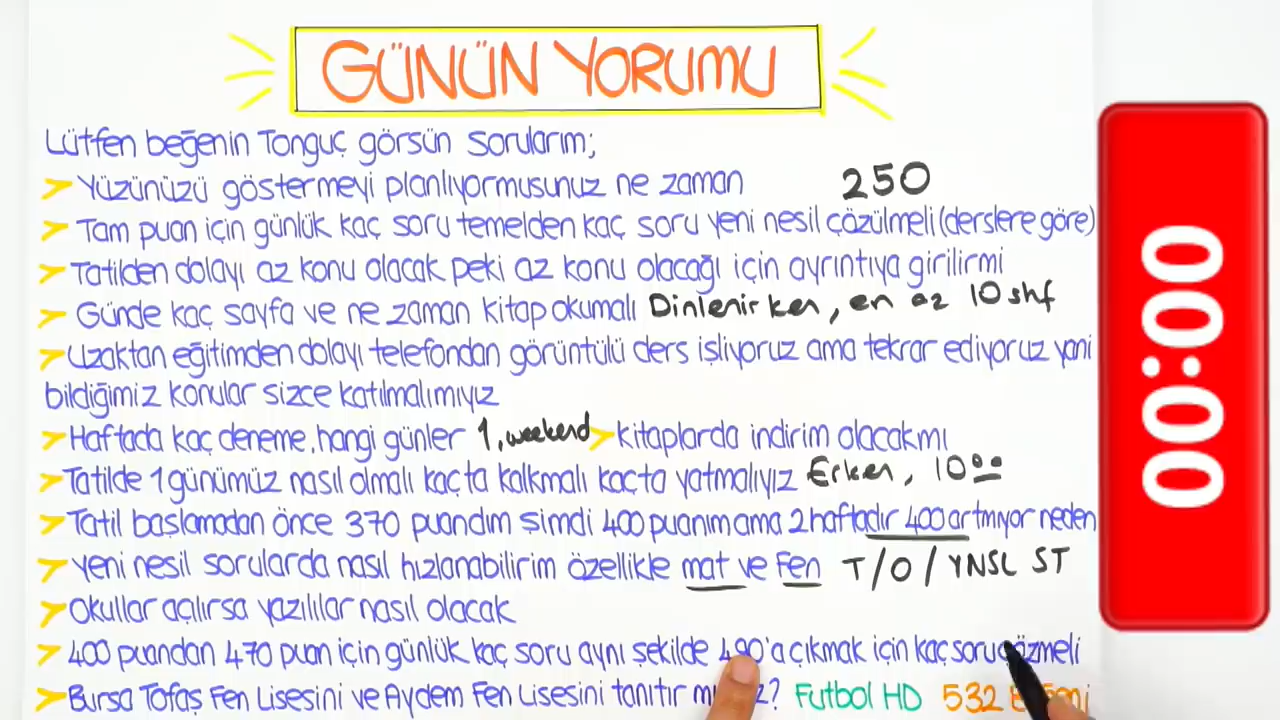 GÜNÜN YORUMU
Lütfen beğenin Tonguç görsün sorularım;
➤ Yüzünüzü göstermeyi planlıyormusunuz ne zaman 250
➤ Tam puan için günlük kaç soru temelden kaç soru yeni nesil çözülmeli (derslere göre)
➤ Tatilden dolayı az konu olacak peki az konu olacağı için ayrıntıya girilirmi
➤ Günde kaç sayfa ve ne zaman kitap okumalı Dinlenirken, en az 10 shf
➤ Uzaktan eğitimden dolayı telefondan görüntülü ders işliyoruz ama tekrar ediyoruz yani
bildiğimiz konular sizce katılmalımıyız
➤ Haftada kaç deneme, hangi günler 1, weekend ➤ kitaplarda indirim olacakmı
➤ Tatilde 1 günümüz nasıl olmalı kaçta kalkmalı kaçta yatmalıyız Erken, 10⁰⁰
➤ Tatil başlamadan önce 370 puandım şimdi 400 puanım ama 2 haftadır 400 artmıyor neden
➤ Yeni nesil sorularda nasıl hızlanabilirim özellikle mat ve Fen T/O/YNSL ST
➤ Okullar açılırsa yazılılar nasıl olacak
➤ 400 puandan 470 puan için günlük kaç soru aynı şekilde 490'a çıkmak için kaç soru çözmeli
➤ Bursa Tofaş Fen Lisesini ve Aydem Fen Lisesini tanıtır ? Futbol HD 532
00:00